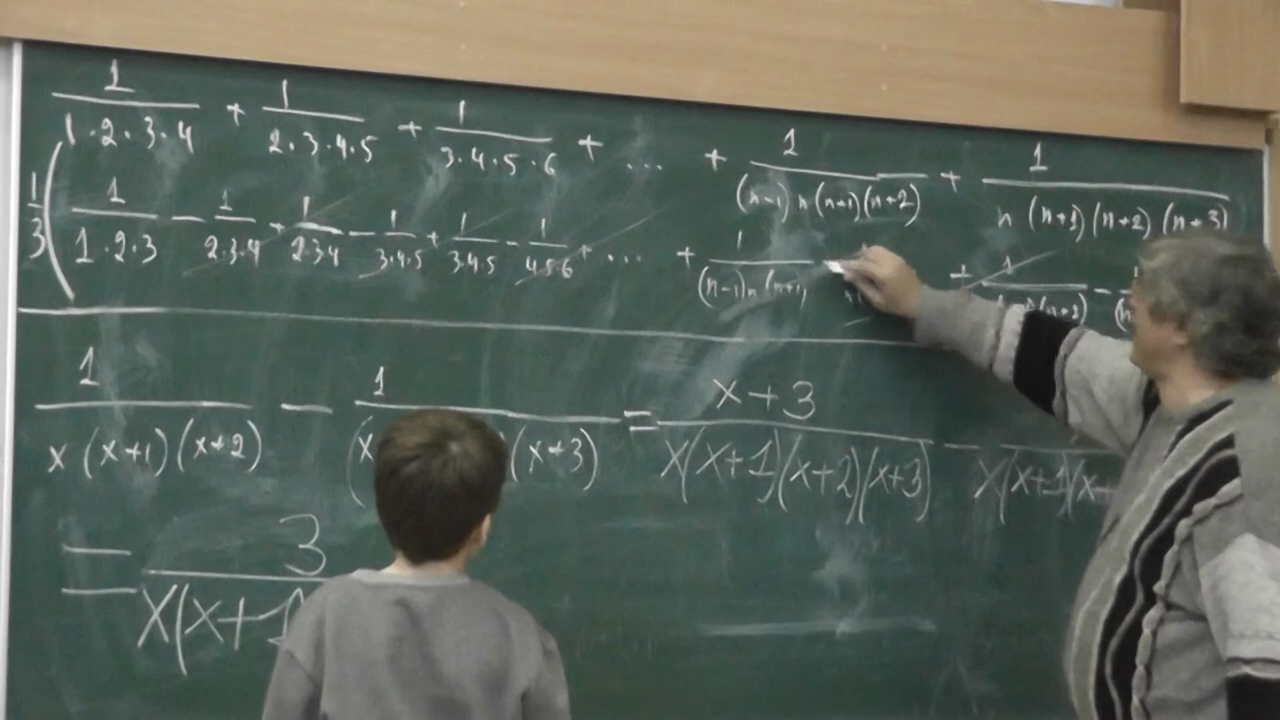 1/(1·2·3·4) + 1/(2·3·4·5) + 1/(3·4·5·6) + ... + 1/((n-1)n(n+1)(n+2)) + 1/(n(n+1)(n+2)(n+3))
1/3 ( 1/(1·2·3) - 1/(2·3·4) + 1/(2·3·4) - 1/(3·4·5) + 1/(3·4·5) - 1/(4·5·6) + ... + 1/((n-1)n(n+1)
1/(x(x+1)(x+2)) - 1/((x (x+3)) = (x+3)/(x(x+1)(x+2)(x+3)) - x(x+1)(x+
= 3/(x(x+1